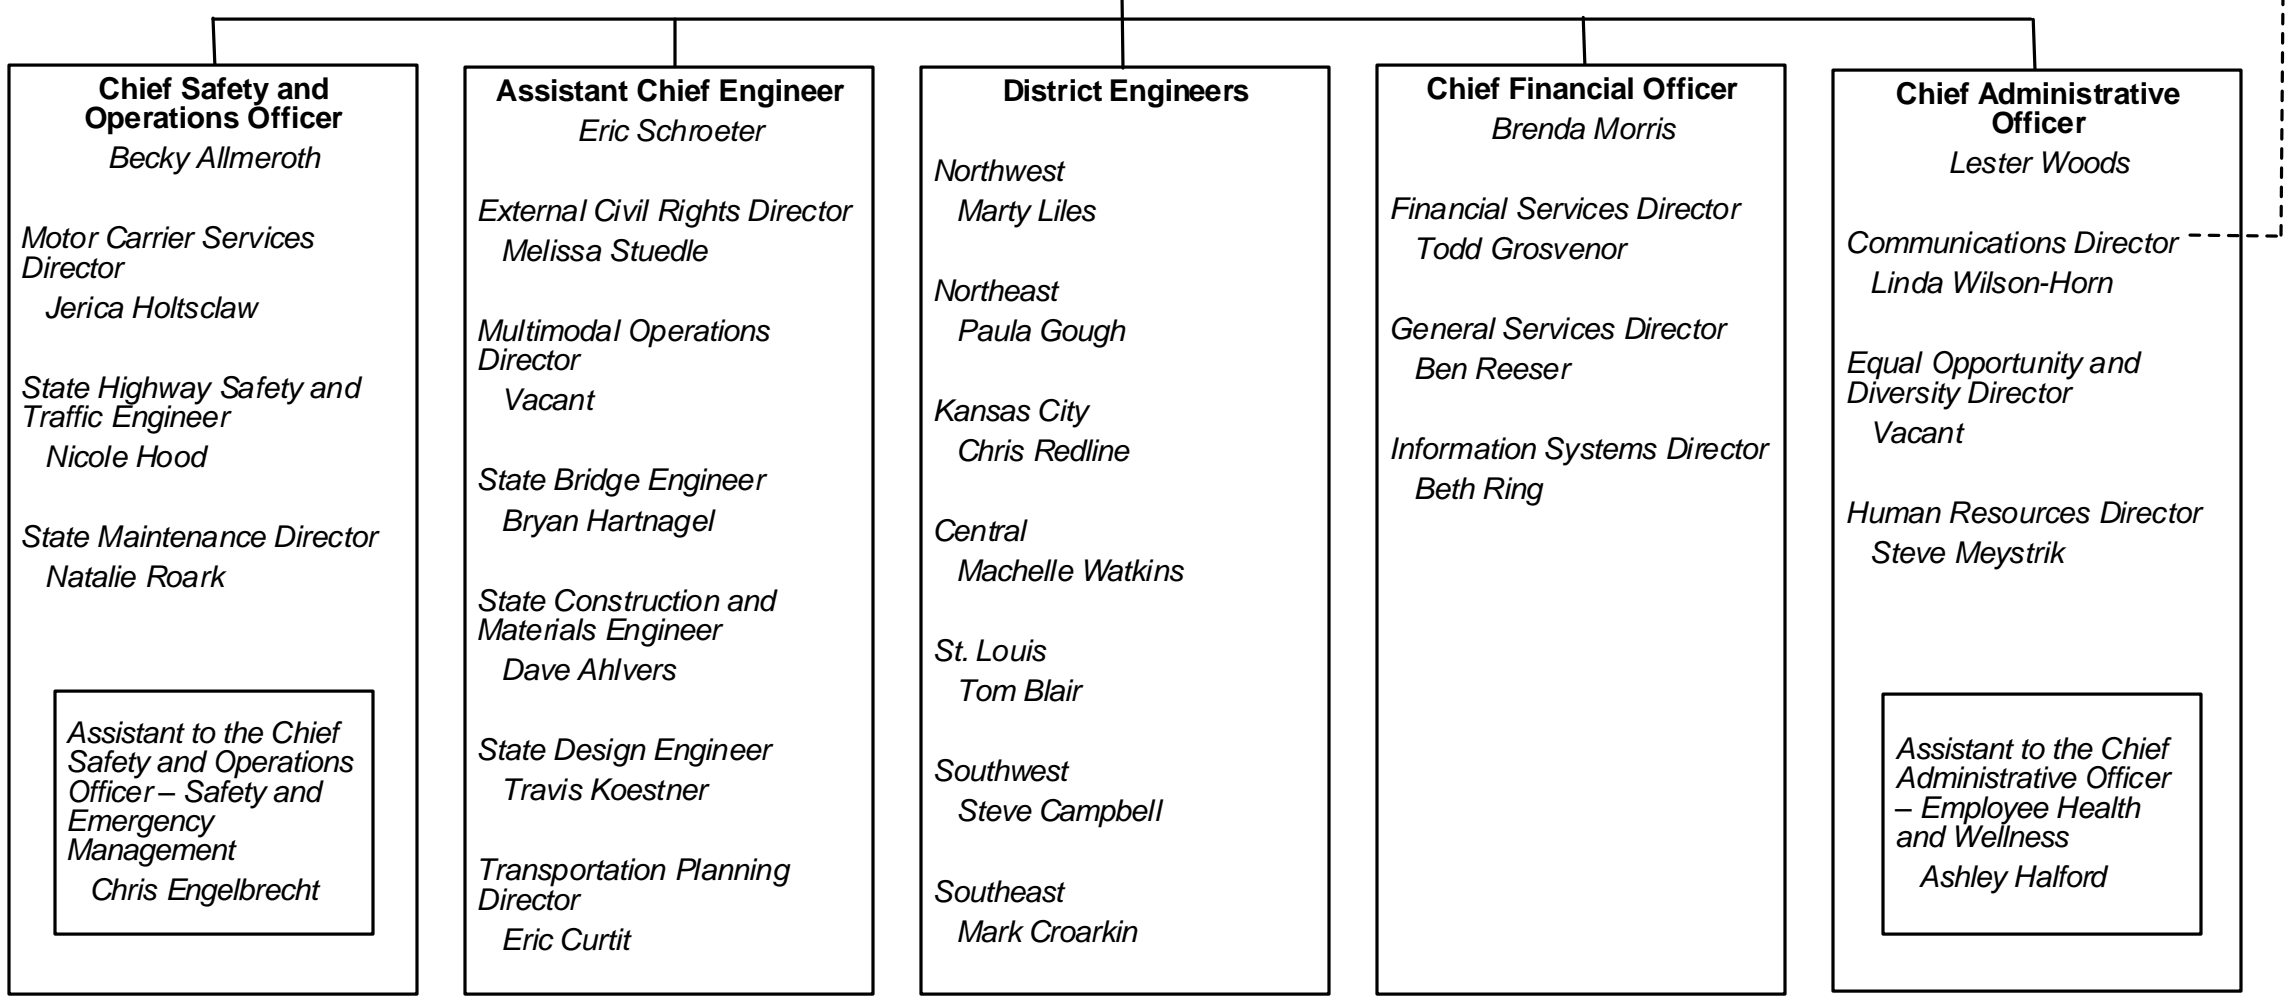 Chief Safety and
Operations Officer
Becky Allmeroth
Motor Carrier Services
Director
Jerica Holtsclaw
State Highway Safety and
Traffic Engineer
Nicole Hood
State Maintenance Director
Natalie Roark
Assistant to the Chief
Safety and Operations
Officer – Safety and
Emergency
Management
Chris Engelbrecht
Assistant Chief Engineer
Eric Schroeter
External Civil Rights Director
Melissa Stuedle
Multimodal Operations
Director
Vacant
State Bridge Engineer
Bryan Hartnagel
State Construction and
Materials Engineer
Dave Ahlvers
State Design Engineer
Travis Koestner
Transportation Planning
Director
Eric Curtit
District Engineers
Northwest
Marty Liles
Northeast
Paula Gough
Kansas City
Chris Redline
Central
Machelle Watkins
St. Louis
Tom Blair
Southwest
Steve Campbell
Southeast
Mark Croarkin
Chief Financial Officer
Brenda Morris
Financial Services Director
Todd Grosvenor
General Services Director
Ben Reeser
Information Systems Director
Beth Ring
Chief Administrative
Officer
Lester Woods
Communications Director
Linda Wilson-Horn
Equal Opportunity and
Diversity Director
Vacant
Human Resources Director
Steve Meystrik
Assistant to the Chief
Administrative Officer
– Employee Health
and Wellness
Ashley Halford